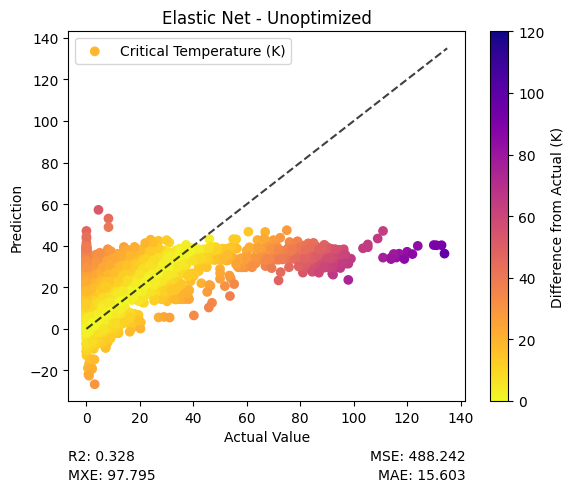 Elastic Net - Unoptimized
Critical Temperature (K)
140
120
100
80
60
40
20
0
−20
Prediction
0
20
40
60
80
100
120
140
Actual Value
120
100
80
60
40
20
0
Difference from Actual (K)
R2: 0.328
MSE: 488.242
MXE: 97.795
MAE: 15.603